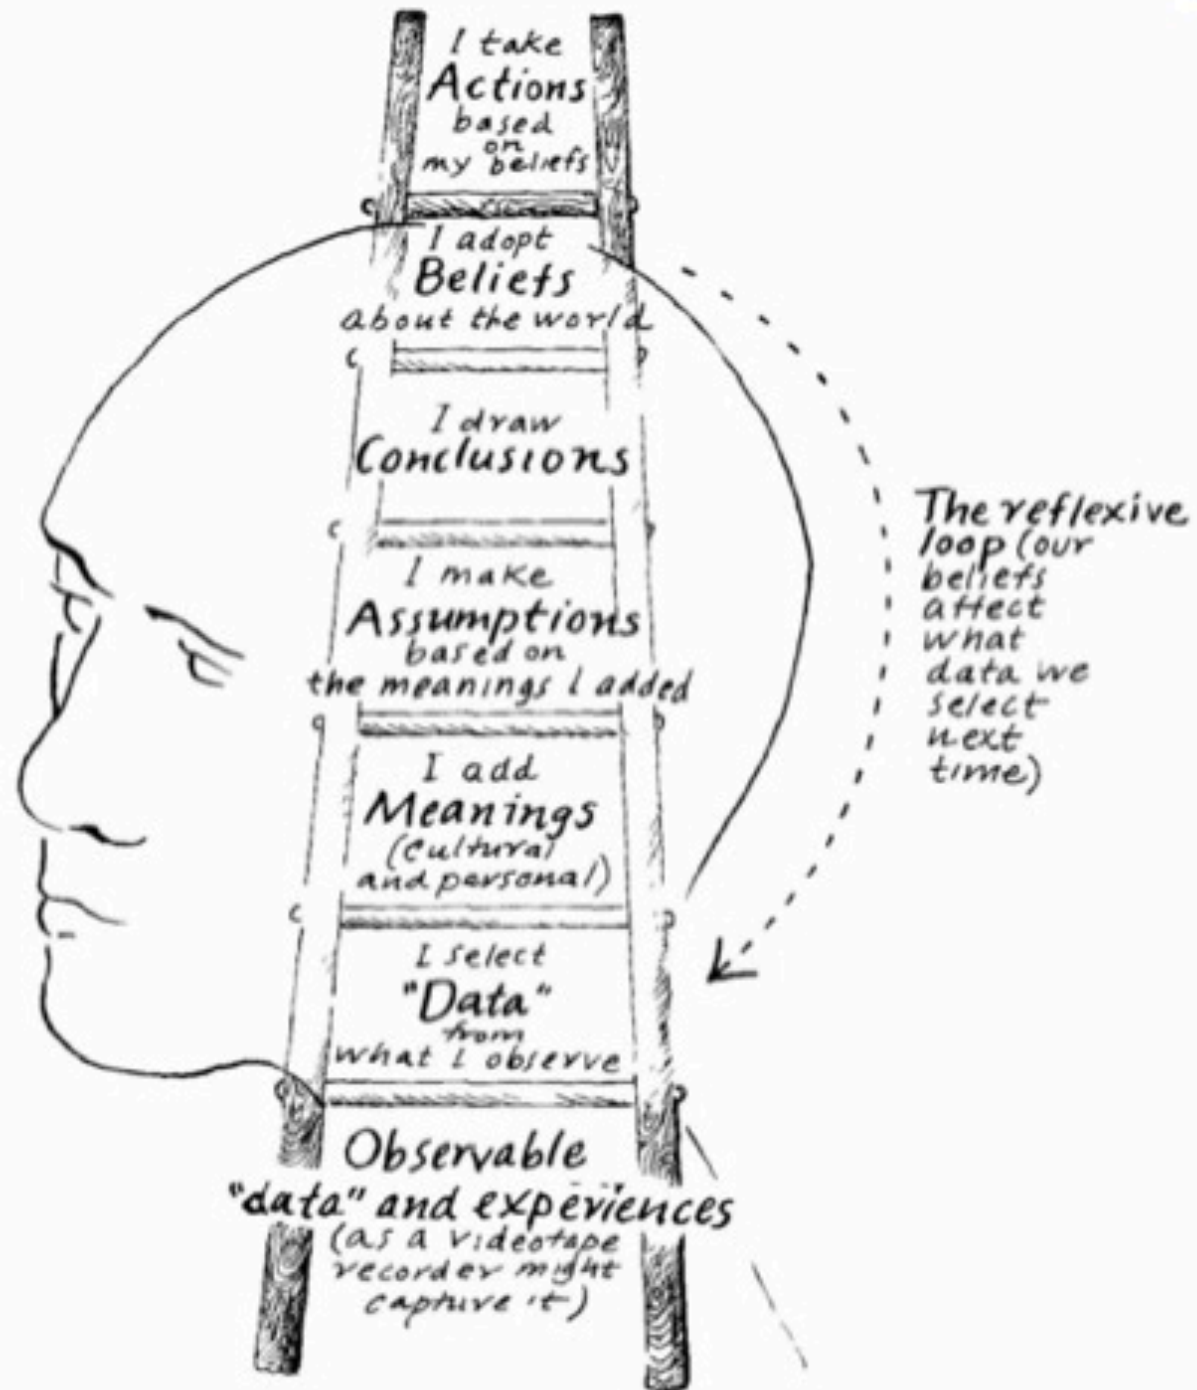 I take
Actions
based
on
my beliefs
I adopt
Beliefs
about the world
I draw
Conclusions
I make
Assumptions
based on
the meanings I added
I add
Meanings
(cultural
and personal)
I select
"Data"
from
what I observe
Observable
"data" and experiences
(as a videotape
recorder might
capture it)
The reflexive
loop (our
beliefs
affect
what
data we
select
next
time)